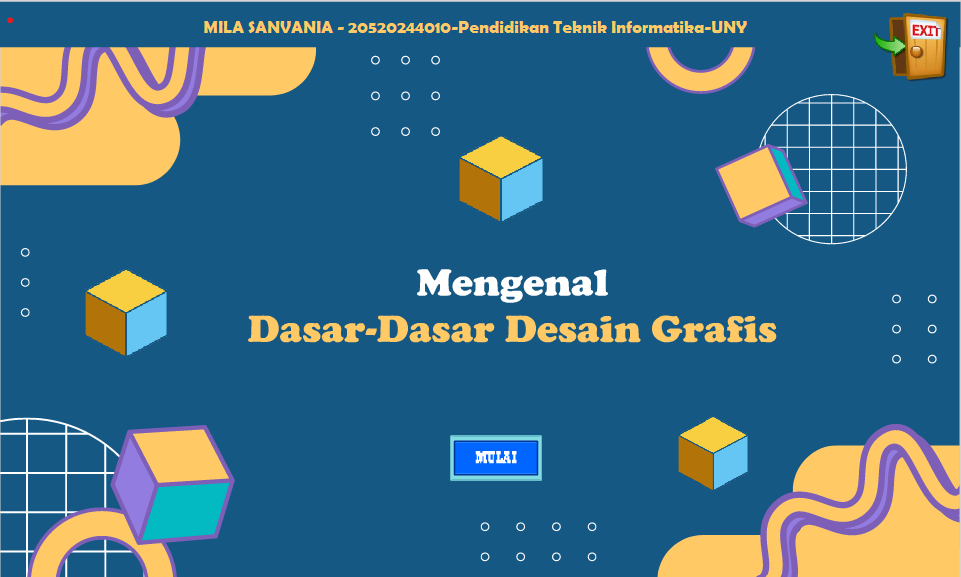 MILA SANVANIA - 20520244010-Pendidikan Teknik Informatika-UNY
EXIT
Mengenal
Dasar-Dasar Desain Grafis
MULAI